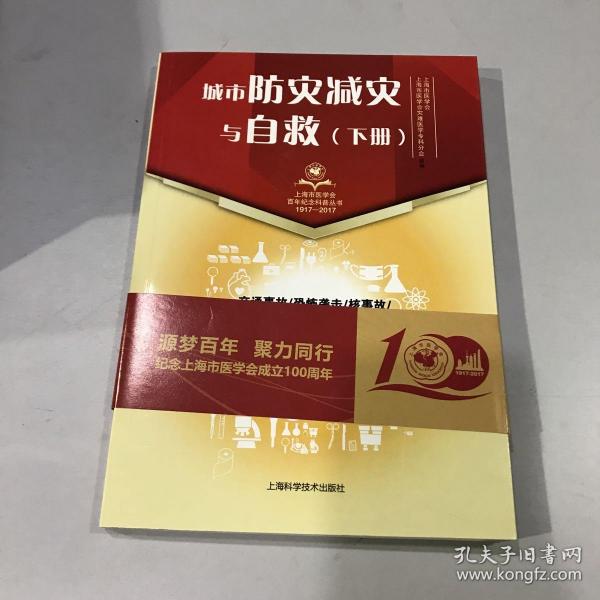 城市防灾减灾
与自救(下册)
上海市医学会
上海市医学会灾难医学专科分会
上海市医学会
百年纪念科普丛书
1917—2017
交通事故/恐怖袭击/核事故/
源梦百年 聚力同行
纪念上海市医学会成立100周年
100
1917-2017
上海科学技术出版社
孔夫子旧书网
www.kongfz.com